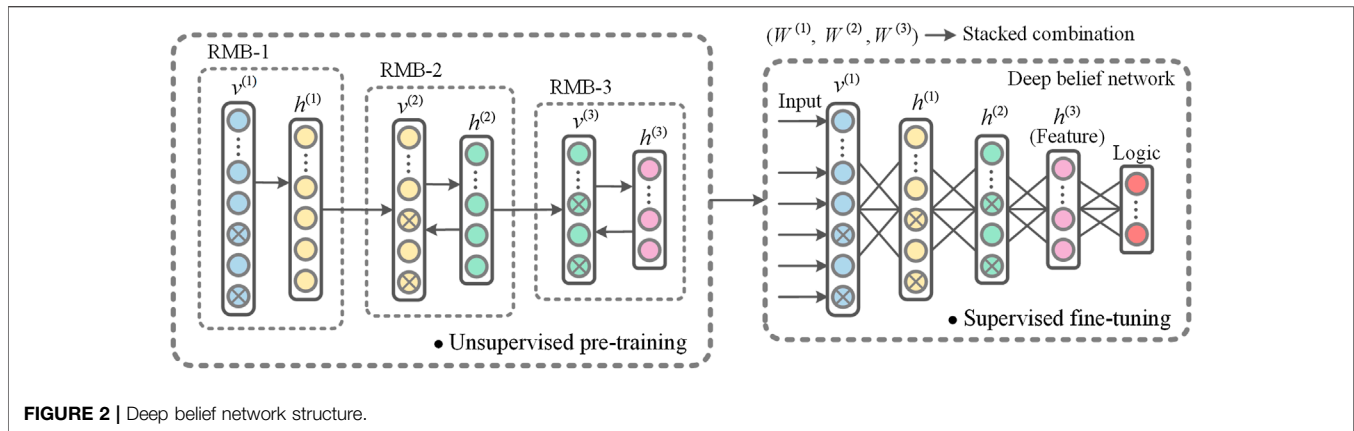 RMB-1
v(1)
h(1)
RMB-2
v(2)
h(2)
RMB-3
v(3)
h(3)
• Unsupervised pre-training
(W(1), W(2), W(3)) → Stacked combination
Deep belief network
Input
v(1)
h(1)
h(2)
h(3)
(Feature)
Logic
• Supervised fine-tuning
FIGURE 2 | Deep belief network structure.